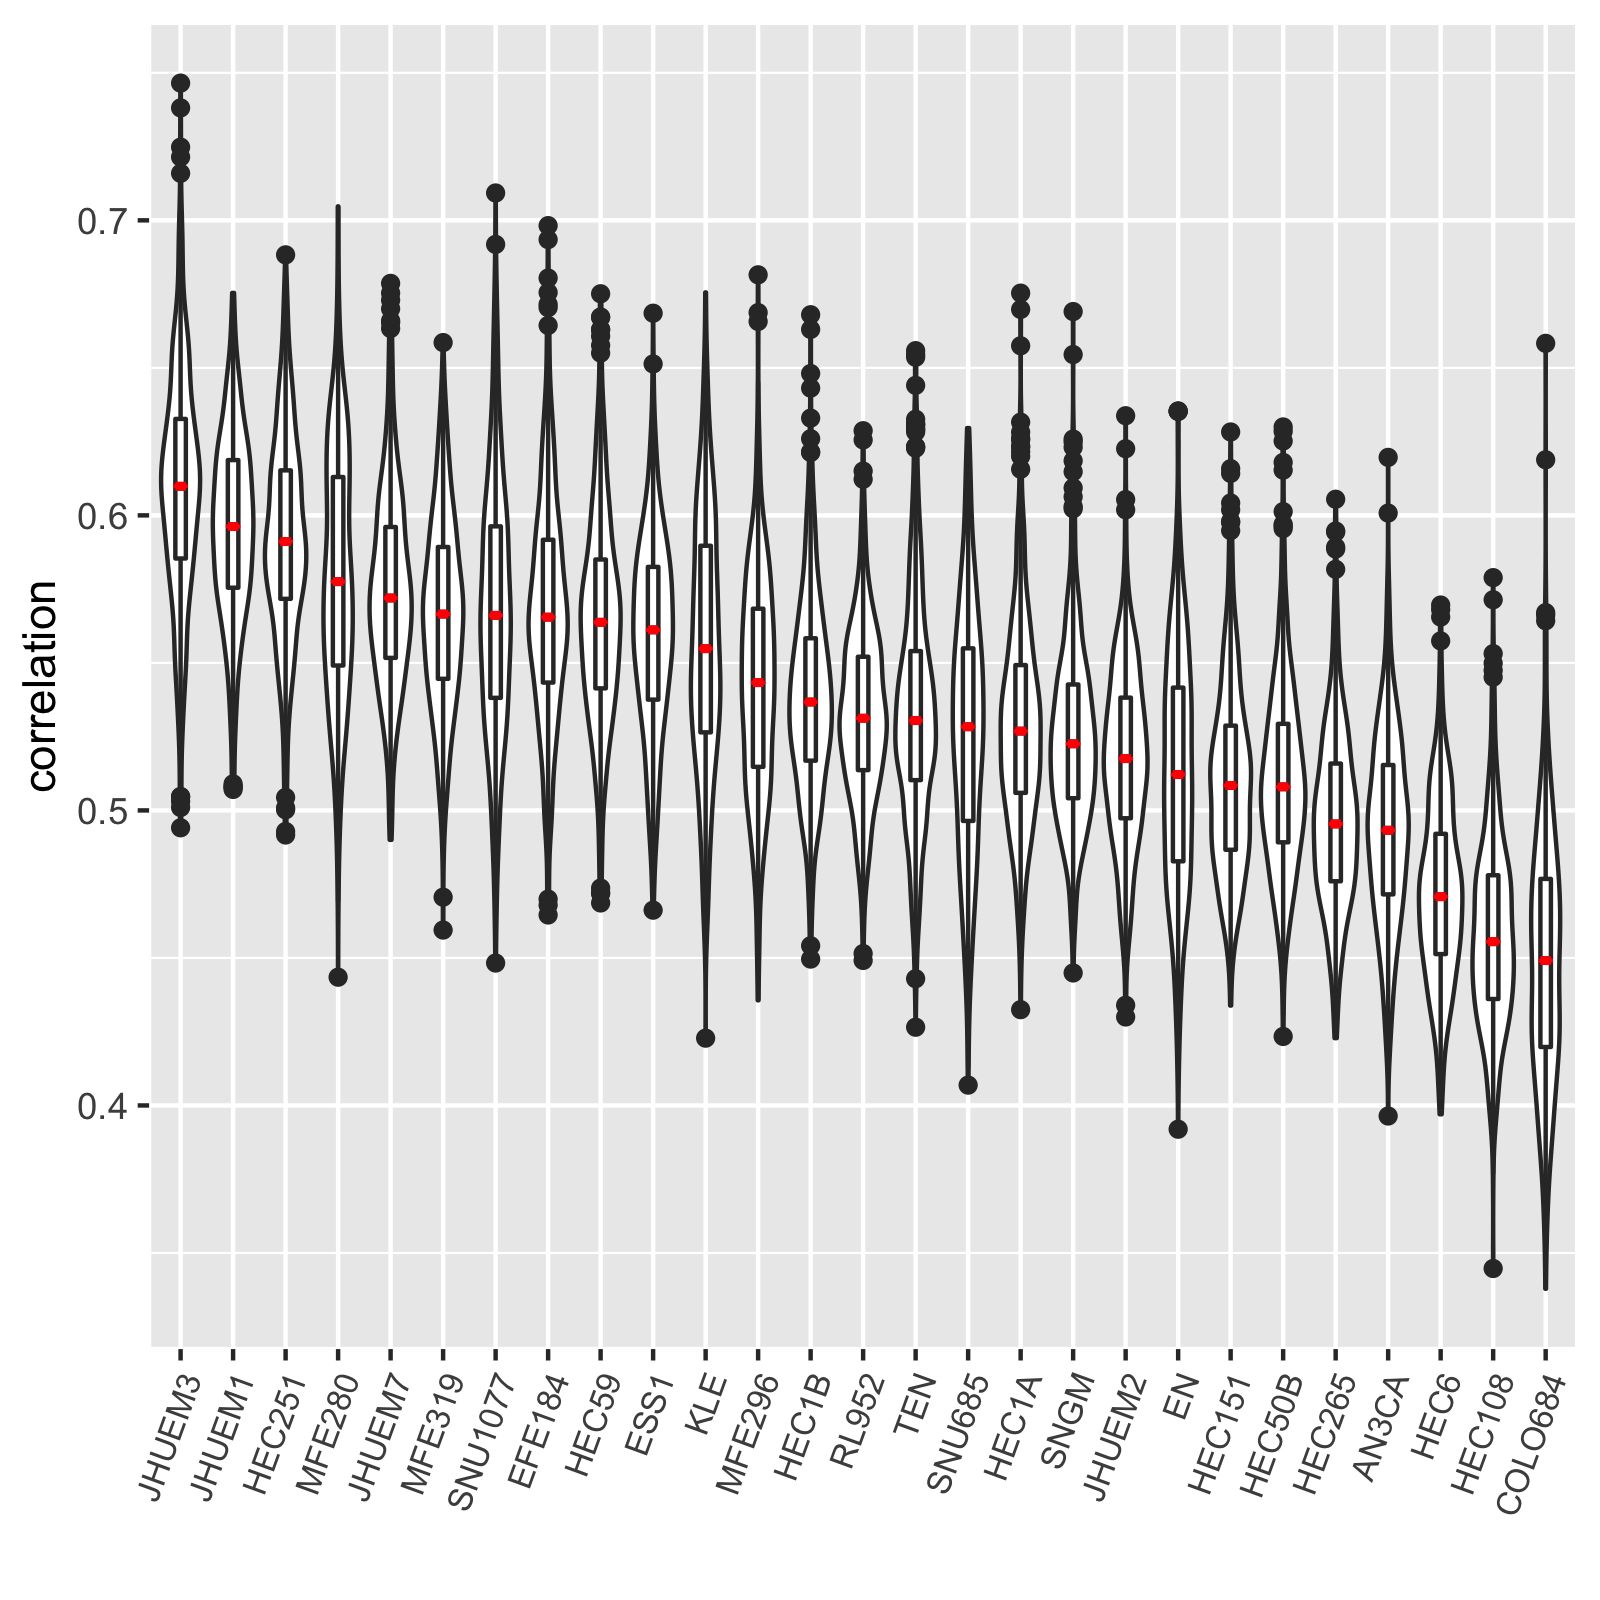 correlation
0.7
0.6
0.5
0.4
JHUEM3
JHUEM1
HEC251
MFE280
JHUEM7
MFE319
SNU1077
EFE184
HEC59
ESS1
KLE
MFE296
HEC1B
RL952
TEN
SNU685
HEC1A
SNGM
JHUEM2
EN
HEC151
HEC50B
HEC265
AN3CA
HEC6
HEC108
COLO684